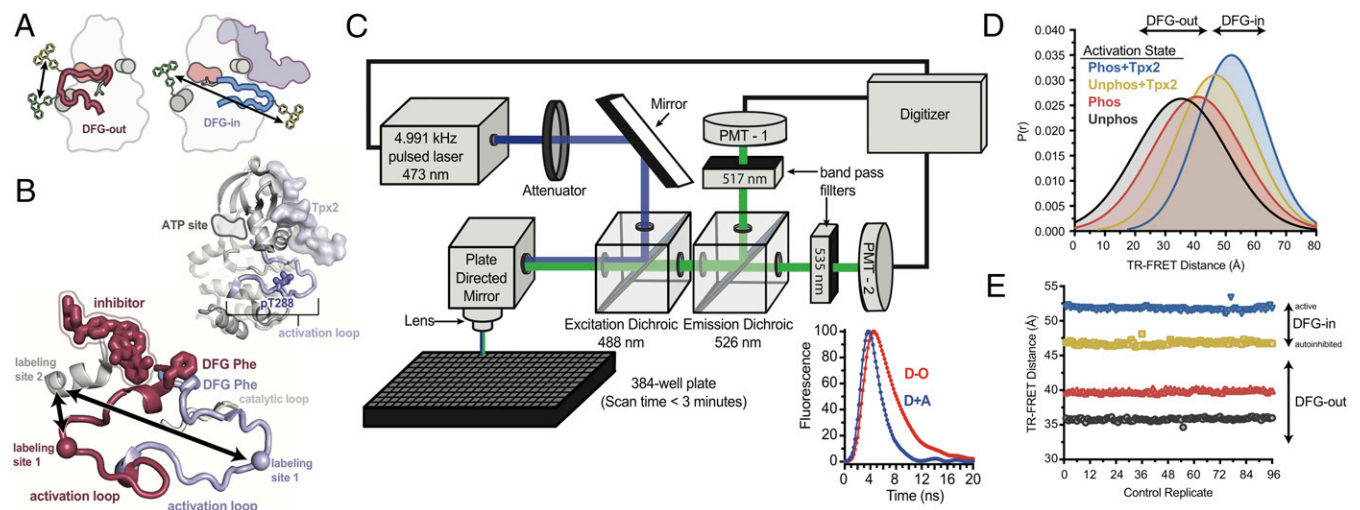 A
DFG-out
DFG-in
B
ATP site
Tpx2
pT288
activation loop
inhibitor
DFG Phe
DFG Phe
labeling
site 2
catalytic loop
labeling
site 1
labeling
site 1
activation loop
activation loop
C
4.991 kHz
pulsed laser
473 nm
Attenuator
Mirror
PMT - 1
517 nm
Digitizer
band pass
fillters
535 nm
PMT - 2
Plate
Directed
Mirror
Lens
Excitation Dichroic
488 nm
Emission Dichroic
526 nm
384-well plate
(Scan time < 3 minutes)
Fluorescence
100
80
60
40
20
0
D-O
D+A
0 4 8 12 16 20
Time (ns)
D
DFG-out
DFG-in
Activation State
Phos+Tpx2
Unphos+Tpx2
Phos
Unphos
P(r)
0.040
0.035
0.030
0.025
0.020
0.015
0.010
0.005
0.000
0 10 20 30 40 50 60 70 80
TR-FRET Distance (Å)
E
TR-FRET Distance (Å)
55
50
45
40
35
30
active
DFG-in
autoinhibited
DFG-out
0 12 24 36 48 60 72 84 96
Control Replicate